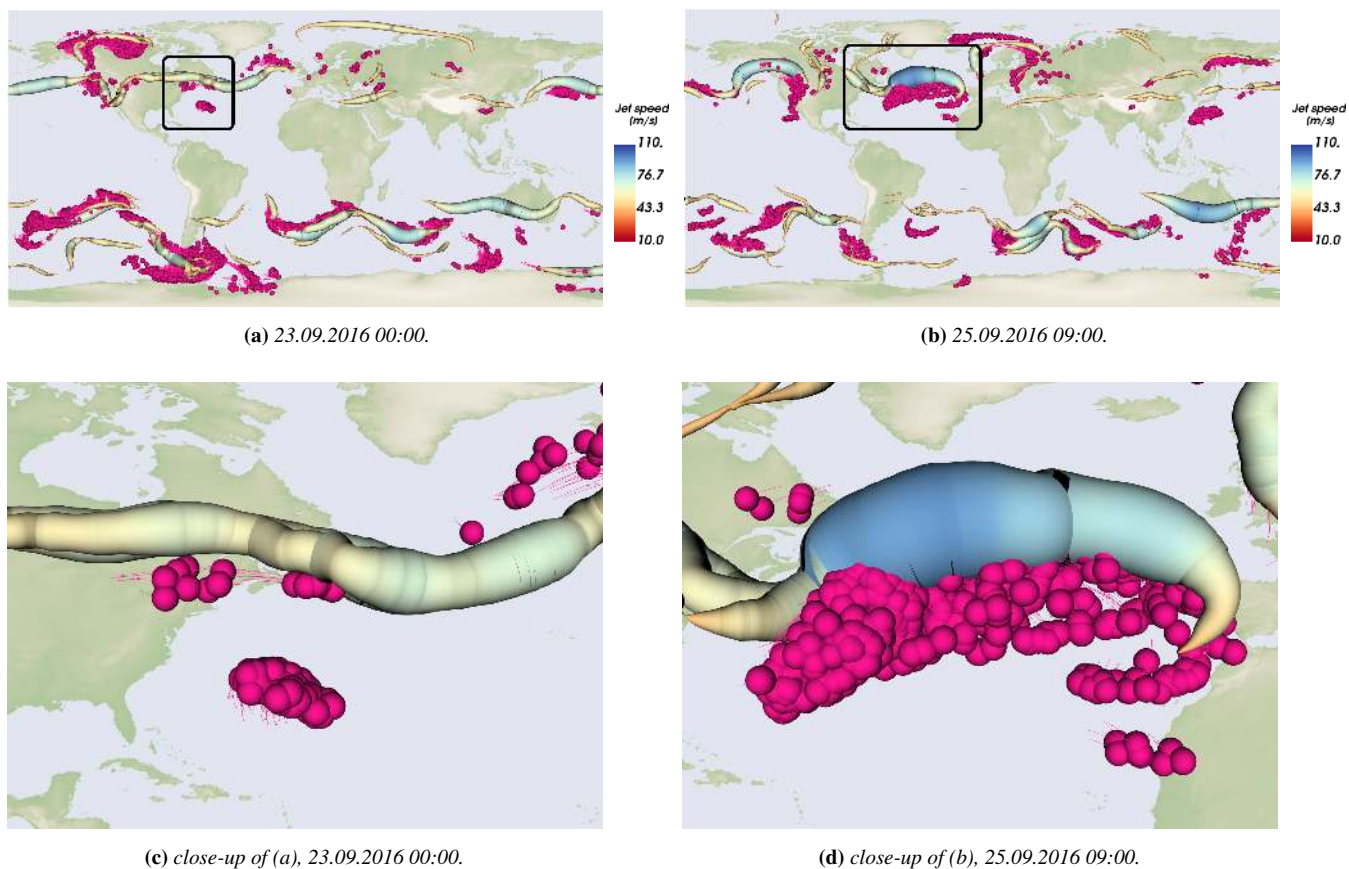 Jet speed
(m/s)
110.
76.7
43.3
10.0
Jet speed
(m/s)
110.
76.7
43.3
10.0
(a) 23.09.2016 00:00.
(b) 25.09.2016 09:00.
(c) close-up of (a), 23.09.2016 00:00.
(d) close-up of (b), 25.09.2016 09:00.